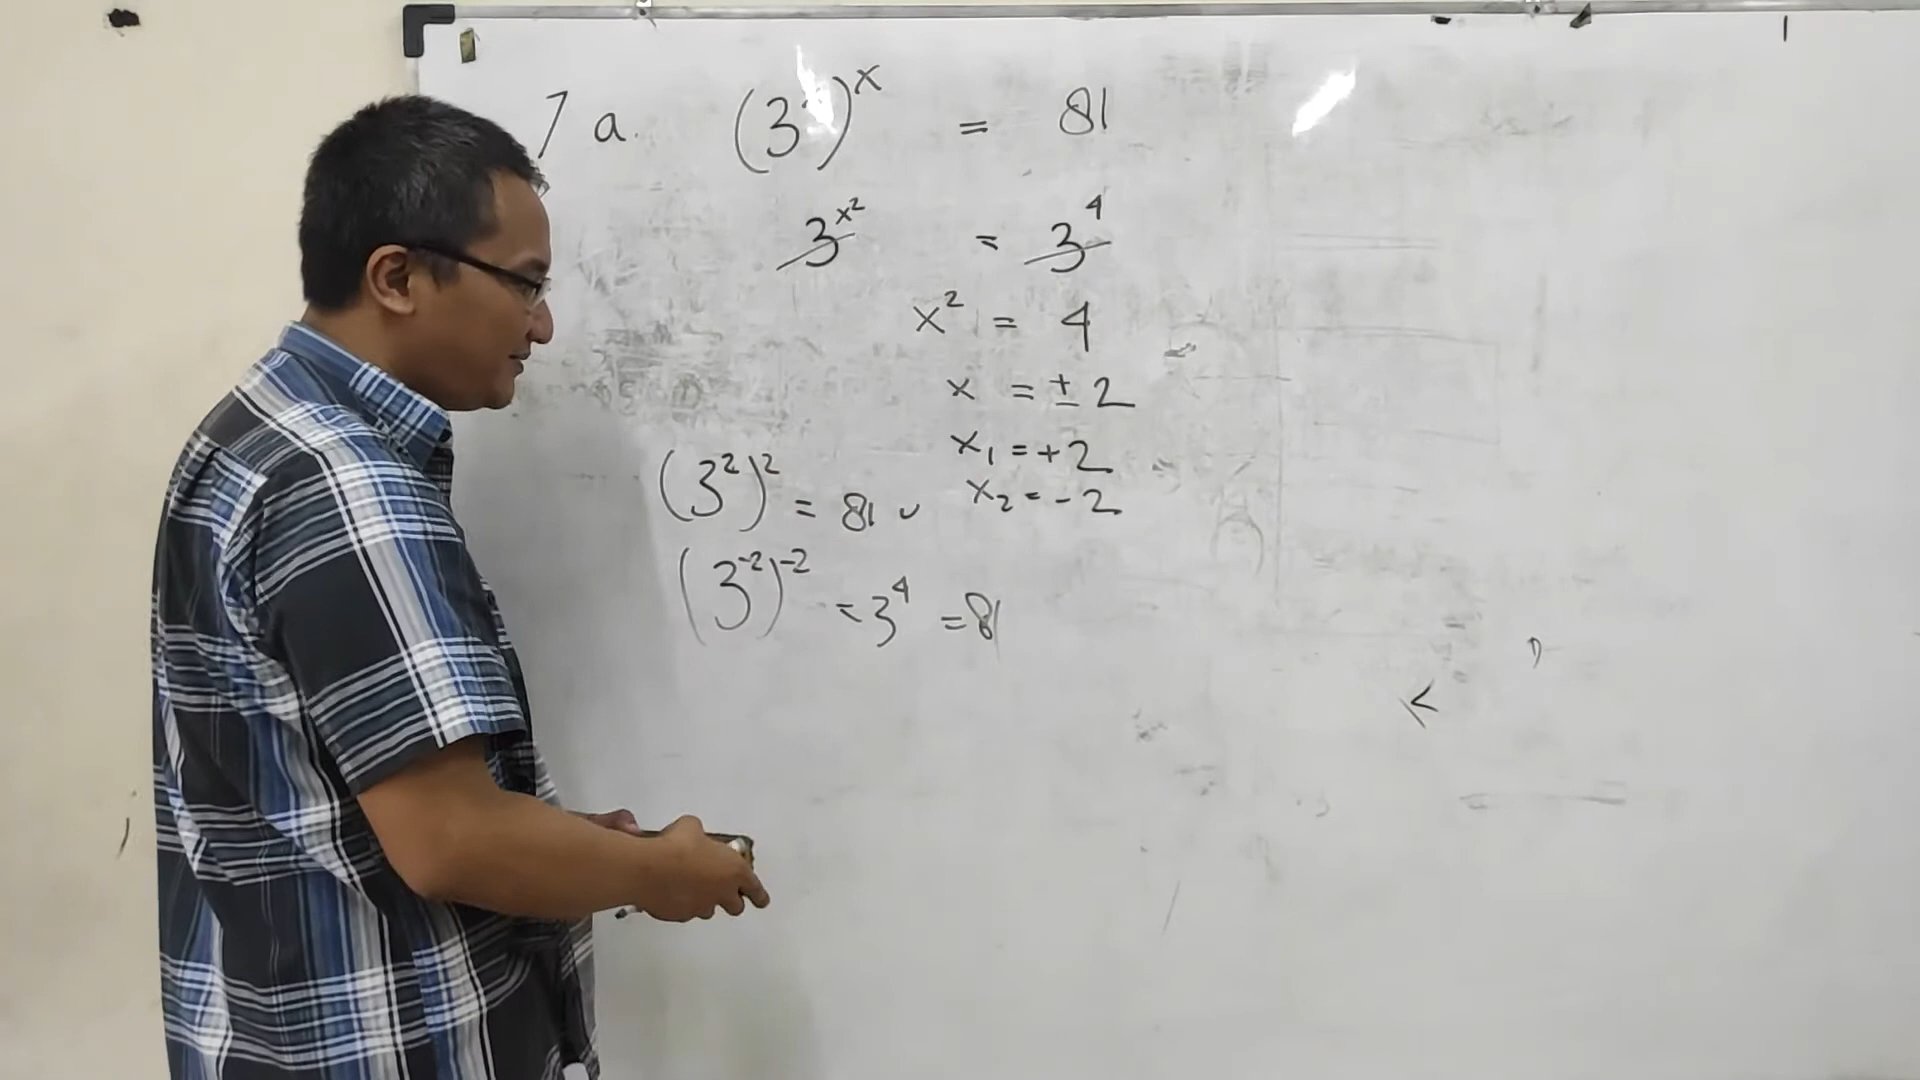 7 a. (3 )^x = 81
3^x² = 3^4
x² = 4
x = ± 2
x₁ = + 2
x₂ = - 2
(3²)² = 81 ✓
(3^-2)^-2 = 3^4 = 81